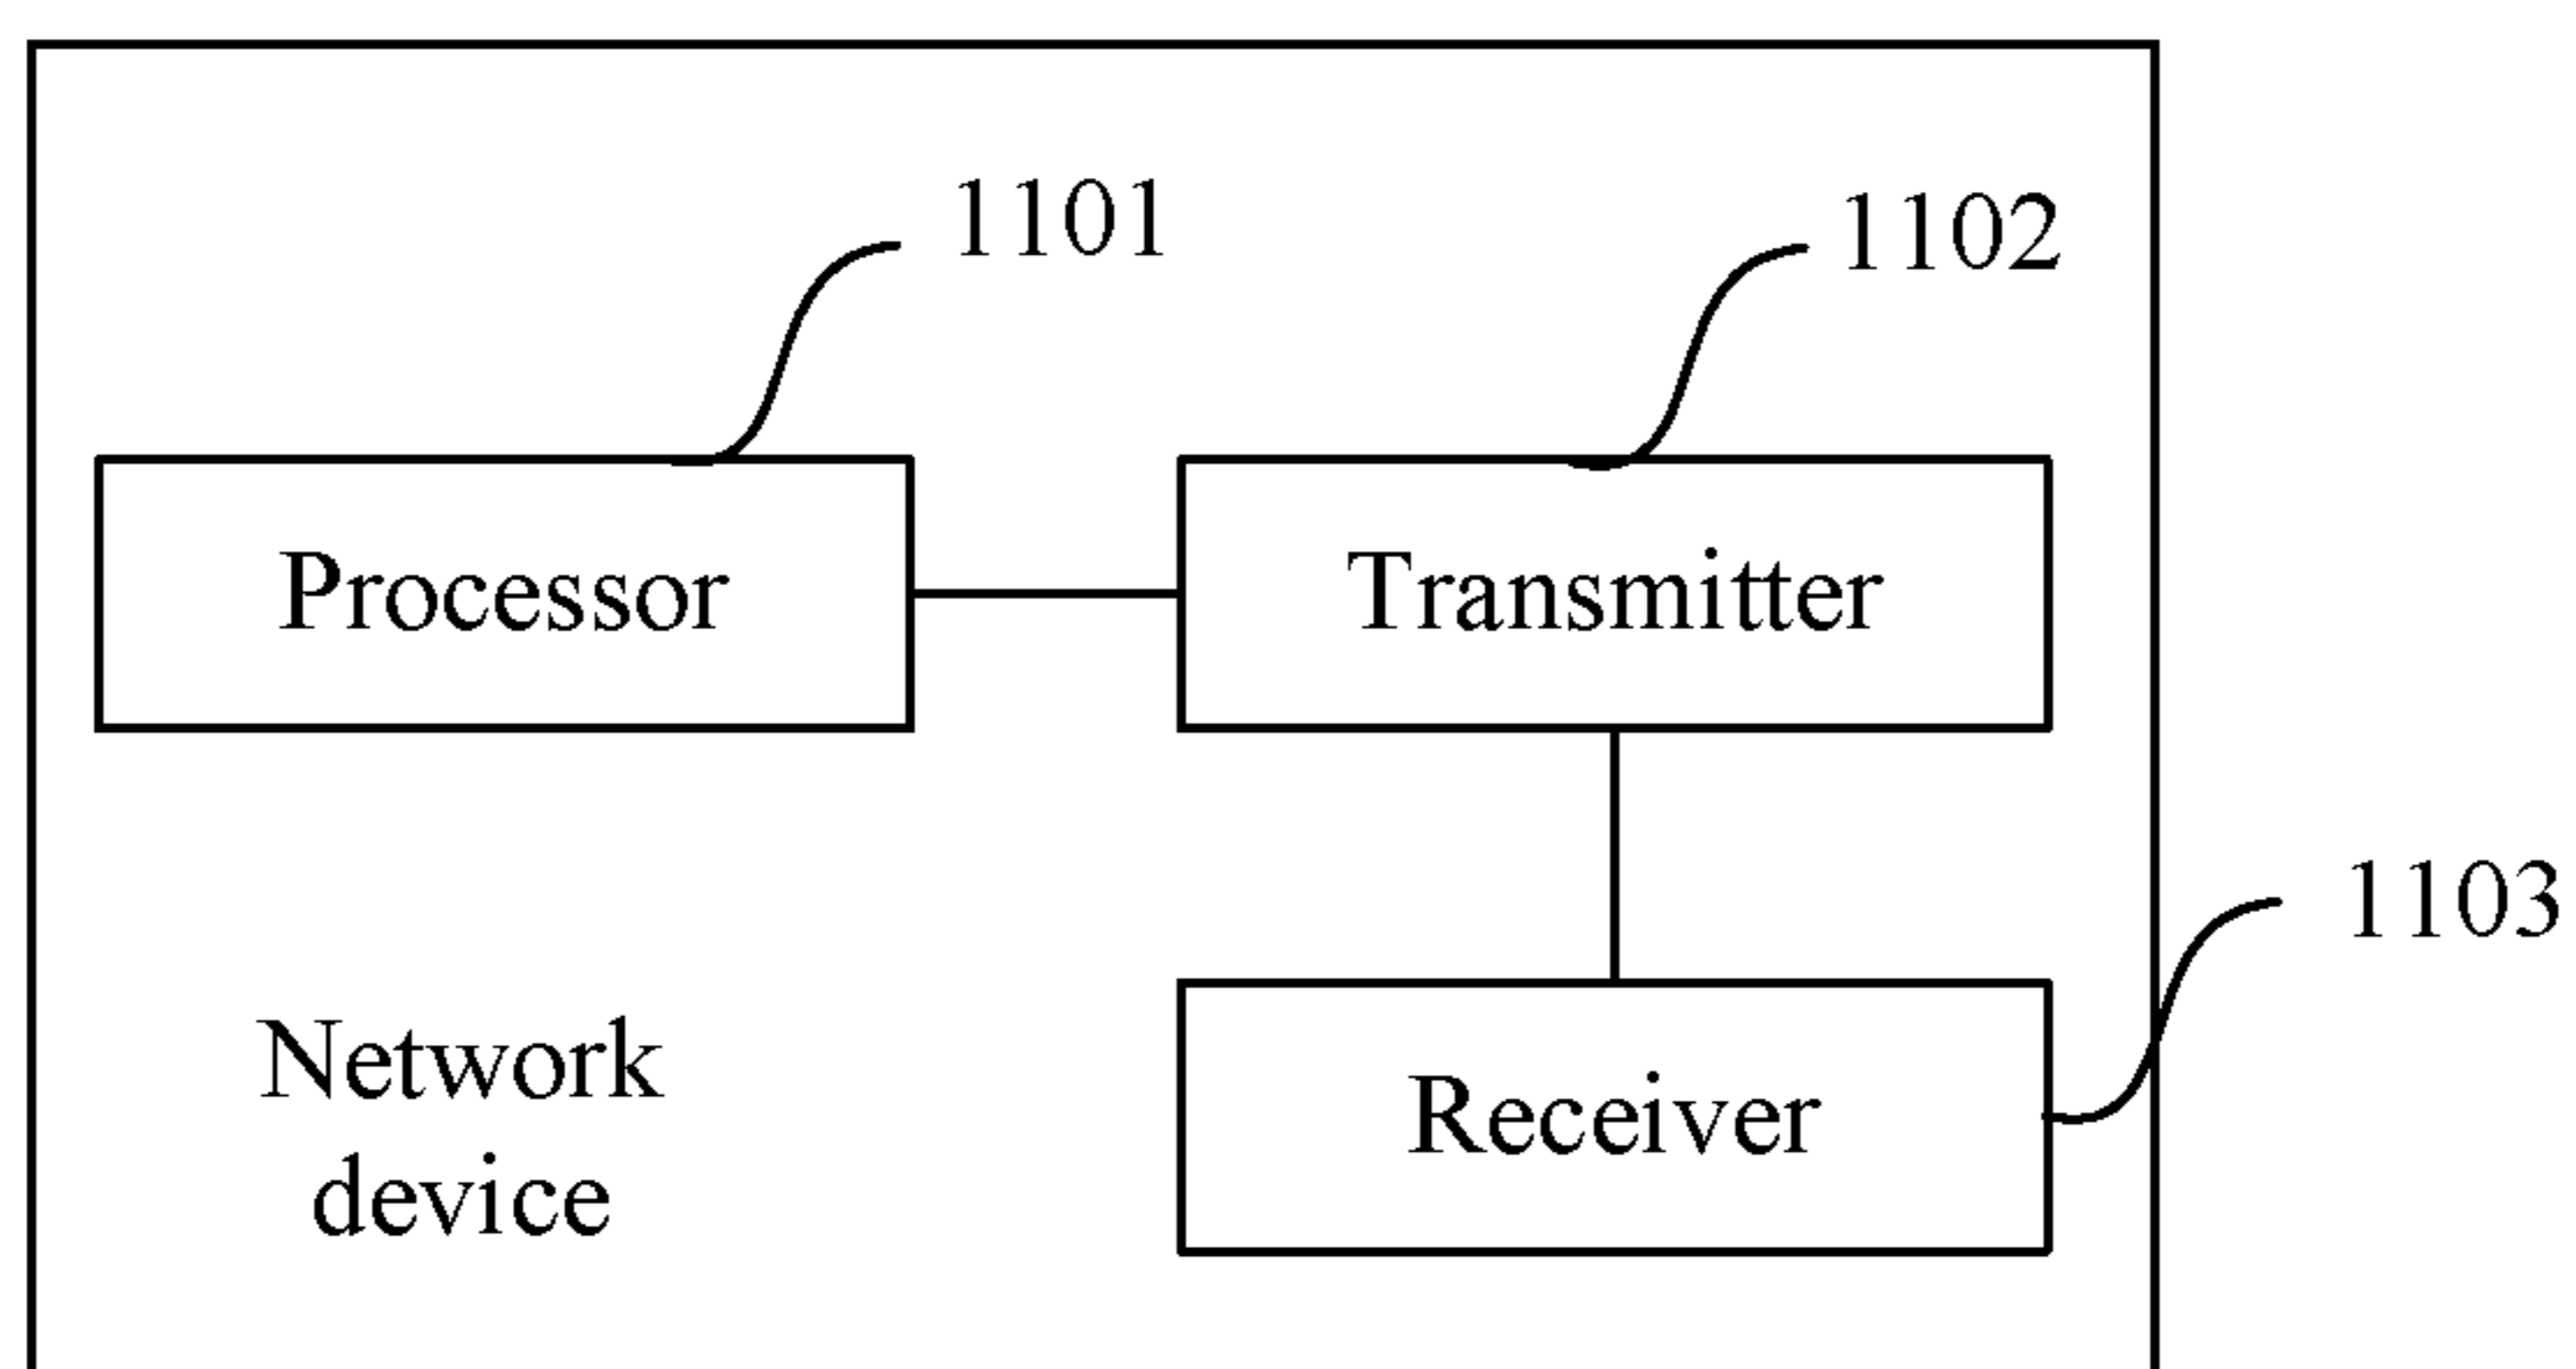 1101
1102
Processor
Transmitter
1103
Network
device
Receiver